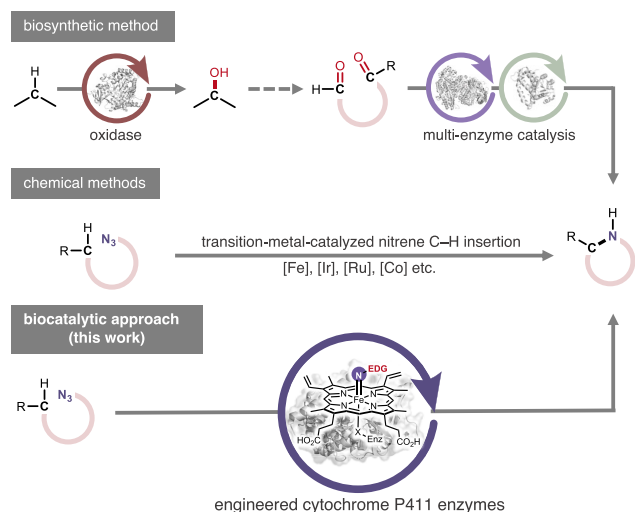 biosynthetic method
H
C
oxidase
OH
C
H
C
O
O
C
R
multi-enzyme catalysis
chemical methods
H
R
C
N3
transition-metal-catalyzed nitrene C–H insertion
[Fe], [Ir], [Ru], [Co] etc.
H
R
C
N
biocatalytic approach
(this work)
H
R
C
N3
N
EDG
N
N
Fe
N
N
X
Enz
HO2C
CO2H
engineered cytochrome P411 enzymes